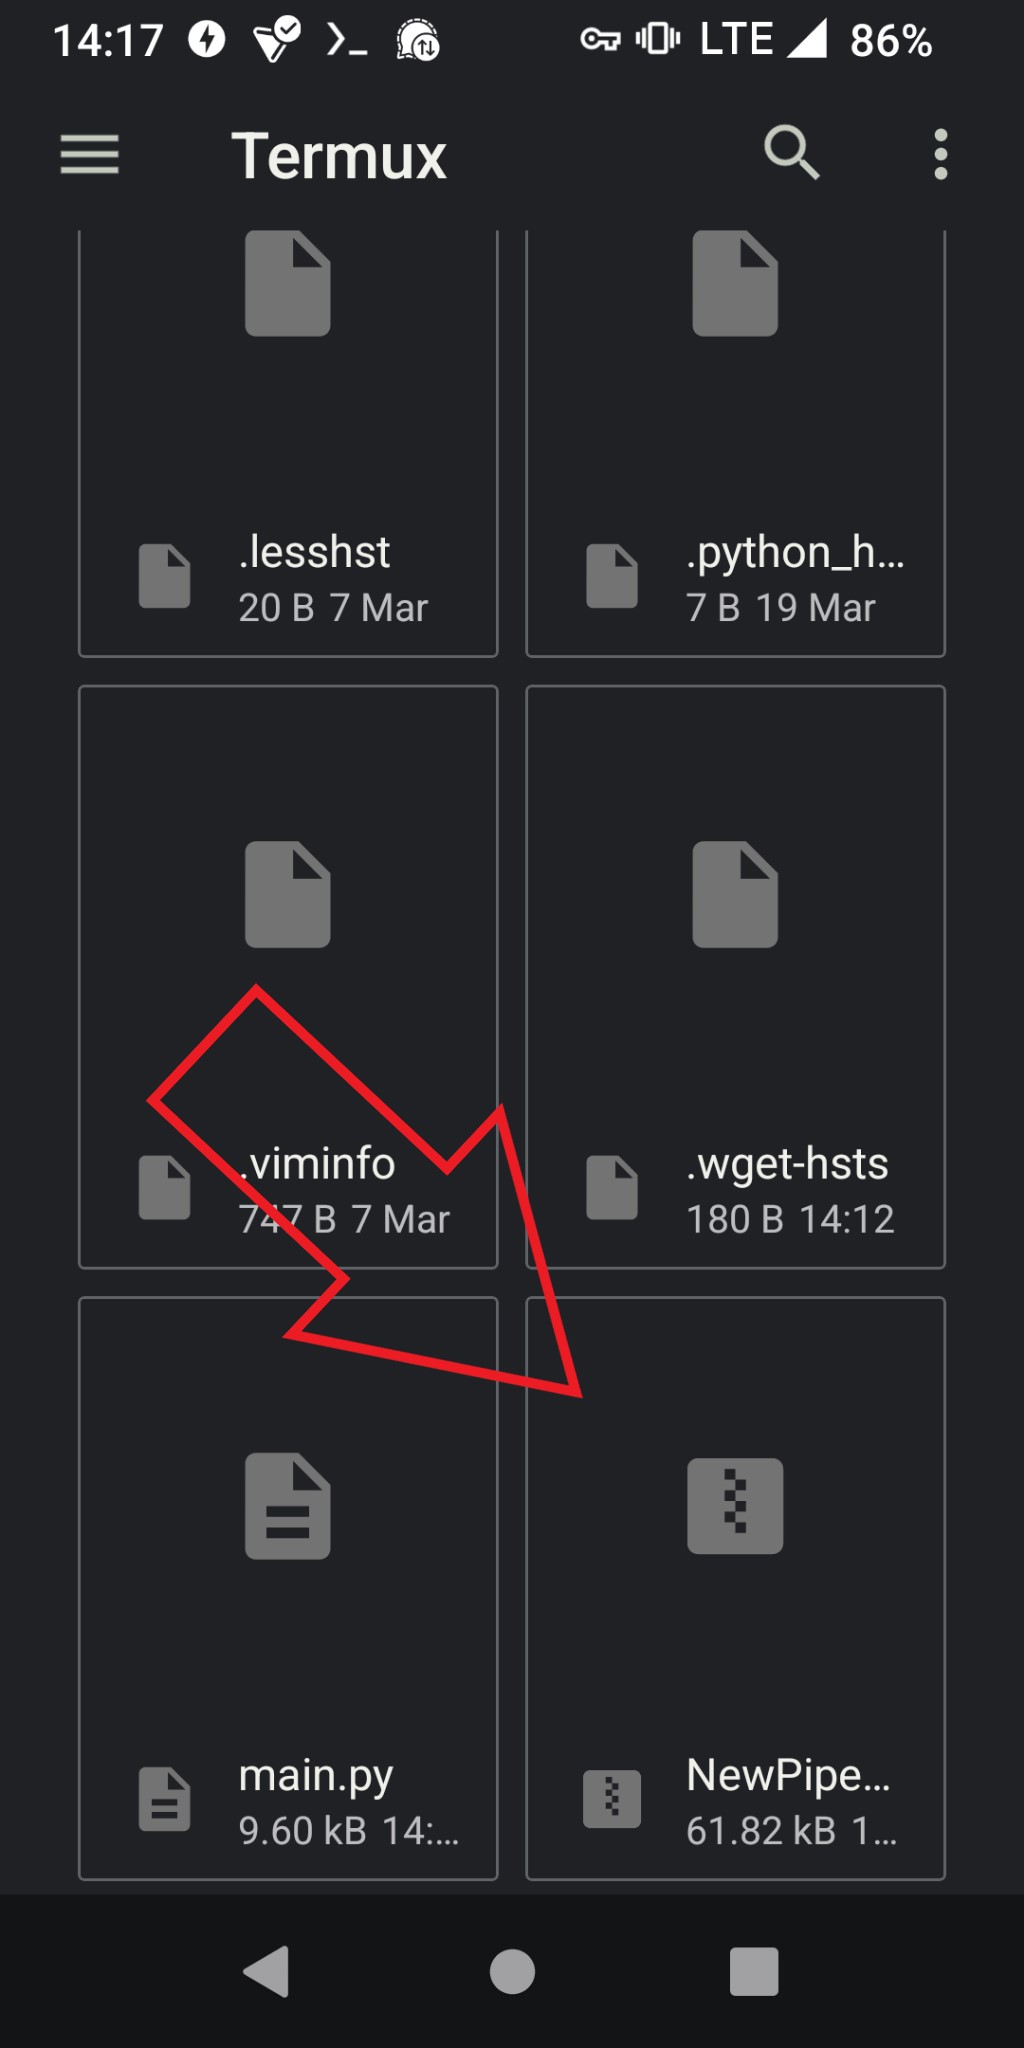 14:17 LTE 86%
Termux
.lesshst
20 B 7 Mar
.python_h...
7 B 19 Mar
.viminfo
747 B 7 Mar
.wget-hsts
180 B 14:12
main.py
9.60 kB 14:...
NewPipe...
61.82 kB 1...